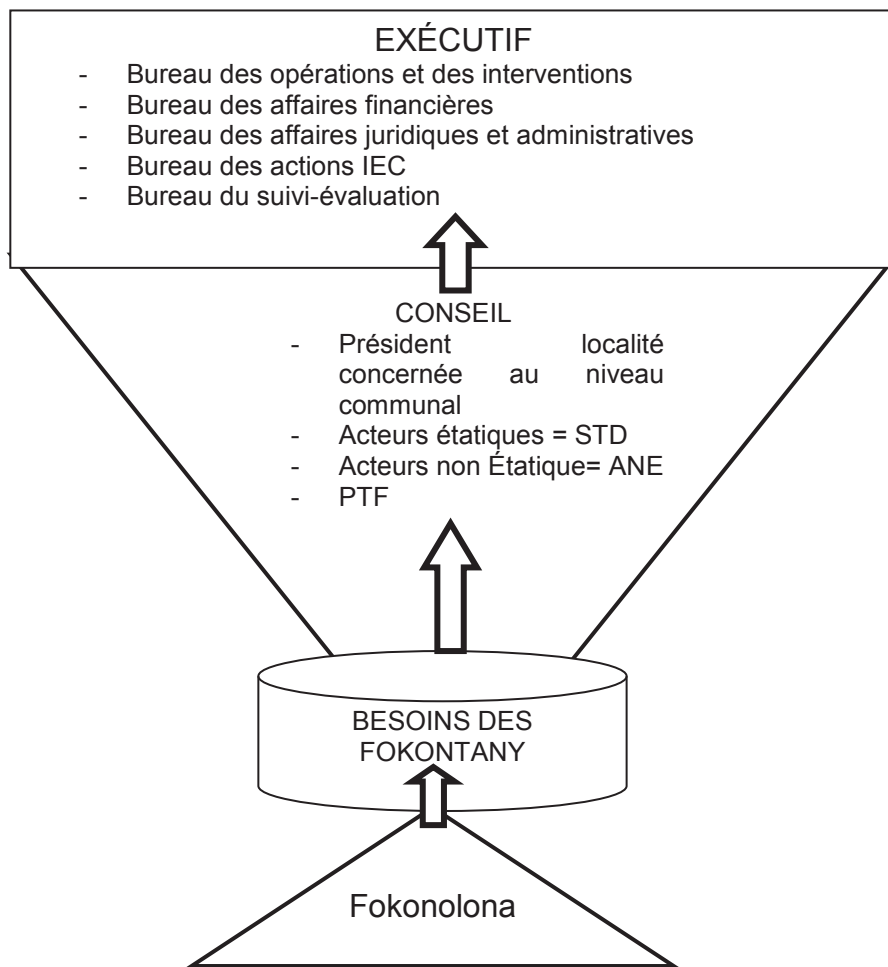 EXÉCUTIF
- Bureau des opérations et des interventions
- Bureau des affaires financières
- Bureau des affaires juridiques et administratives
- Bureau des actions IEC
- Bureau du suivi-évaluation
CONSEIL
- Président localité
concernée au niveau
communal
- Acteurs étatiques = STD
- Acteurs non Étatique= ANE
- PTF
BESOINS DES
FOKONTANY
Fokonolona